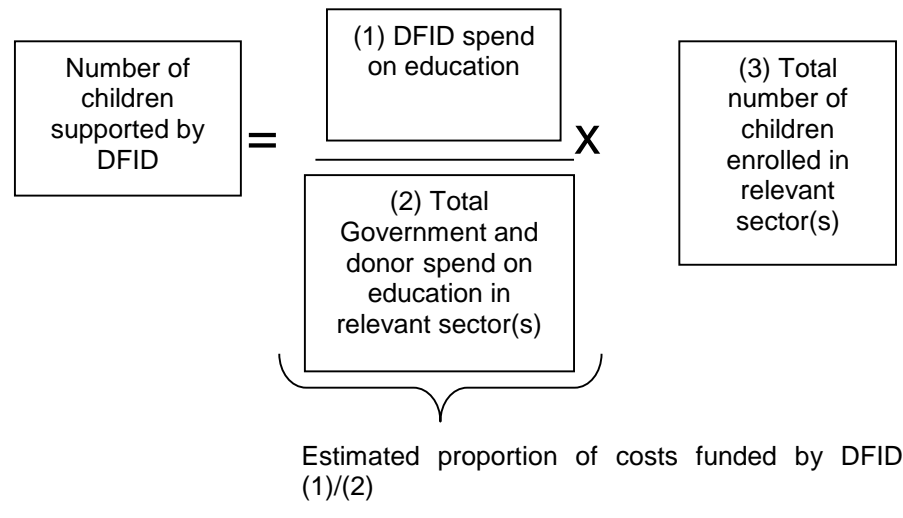 Number of
children
supported by
DFID
=
(1) DFID spend
on education
(2) Total
Government and
donor spend on
education in
relevant sector(s)
X
(3) Total
number of
children
enrolled in
relevant
sector(s)
Estimated proportion of costs funded by DFID
(1)/(2)